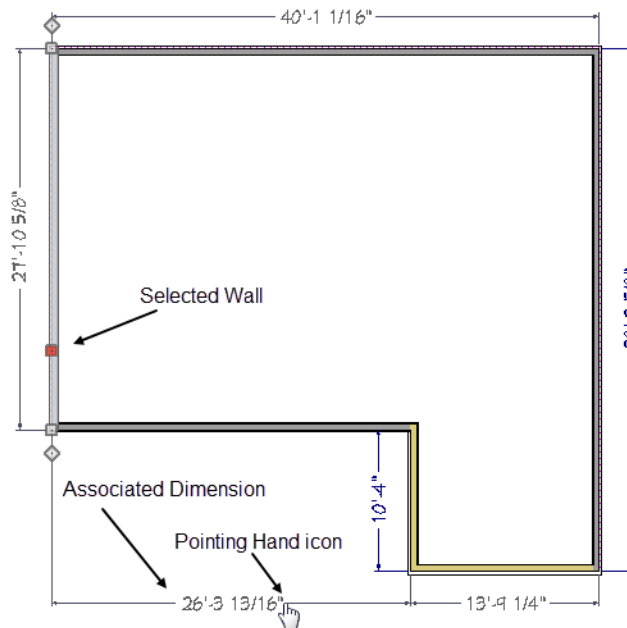 40'-1 1/16"
27'-10 5/8"
Selected Wall
Associated Dimension
10'-4"
Pointing Hand icon
26'-3 13/16"
13'-9 1/4"